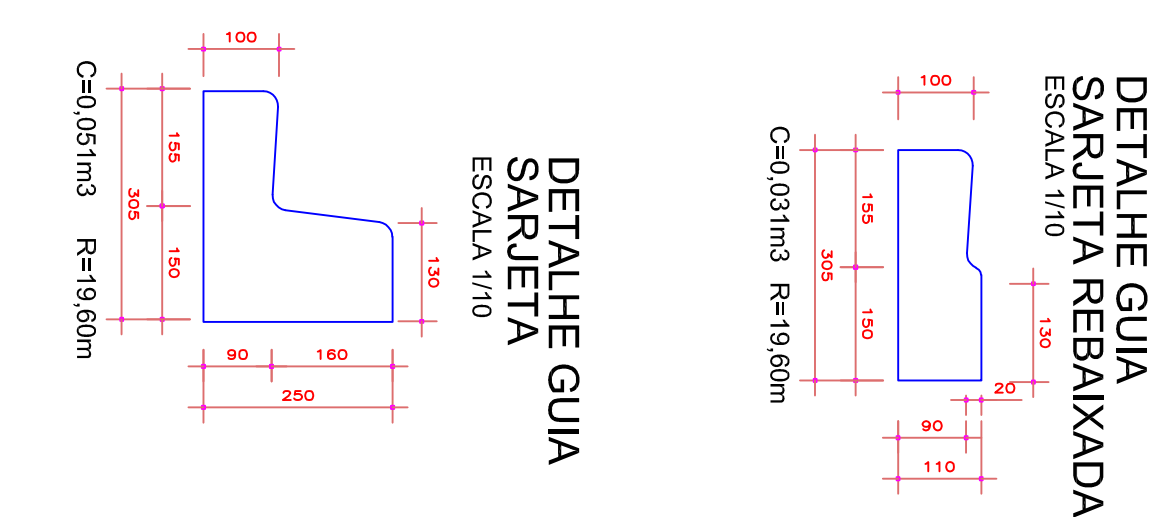 DETALHE GUIA
SARJETA
ESCALA 1/10
100
155
305
150
130
90
160
250
C=0,051m3 R=19,60m
DETALHE GUIA
SARJETA REBAIXADA
ESCALA 1/10
100
155
305
150
130
20
90
110
C=0,031m3 R=19,60m